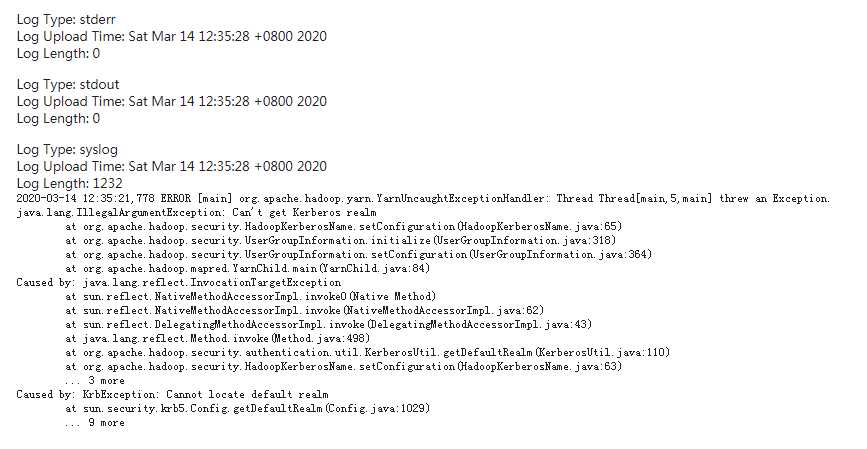 Log Type: stderr
Log Upload Time: Sat Mar 14 12:35:28 +0800 2020
Log Length: 0
Log Type: stdout
Log Upload Time: Sat Mar 14 12:35:28 +0800 2020
Log Length: 0
Log Type: syslog
Log Upload Time: Sat Mar 14 12:35:28 +0800 2020
Log Length: 1232
2020-03-14 12:35:21,778 ERROR [main] org.apache.hadoop.yarn.YarnUncaughtExceptionHandler: Thread Thread[main,5,main] threw an Exception.
java.lang.IllegalArgumentException: Can't get Kerberos realm
at org.apache.hadoop.security.HadoopKerberosName.setConfiguration(HadoopKerberosName.java:65)
at org.apache.hadoop.security.UserGroupInformation.initialize(UserGroupInformation.java:318)
at org.apache.hadoop.security.UserGroupInformation.setConfiguration(UserGroupInformation.java:364)
at org.apache.hadoop.mapred.YarnChild.main(YarnChild.java:84)
Caused by: java.lang.reflect.InvocationTargetException
at sun.reflect.NativeMethodAccessorImpl.invoke0(Native Method)
at sun.reflect.NativeMethodAccessorImpl.invoke(NativeMethodAccessorImpl.java:62)
at sun.reflect.DelegatingMethodAccessorImpl.invoke(DelegatingMethodAccessorImpl.java:43)
at java.lang.reflect.Method.invoke(Method.java:498)
at org.apache.hadoop.security.authentication.util.KerberosUtil.getDefaultRealm(KerberosUtil.java:110)
at org.apache.hadoop.security.HadoopKerberosName.setConfiguration(HadoopKerberosName.java:63)
... 3 more
Caused by: KrbException: Cannot locate default realm
at sun.security.krb5.Config.getDefaultRealm(Config.java:1029)
... 9 more